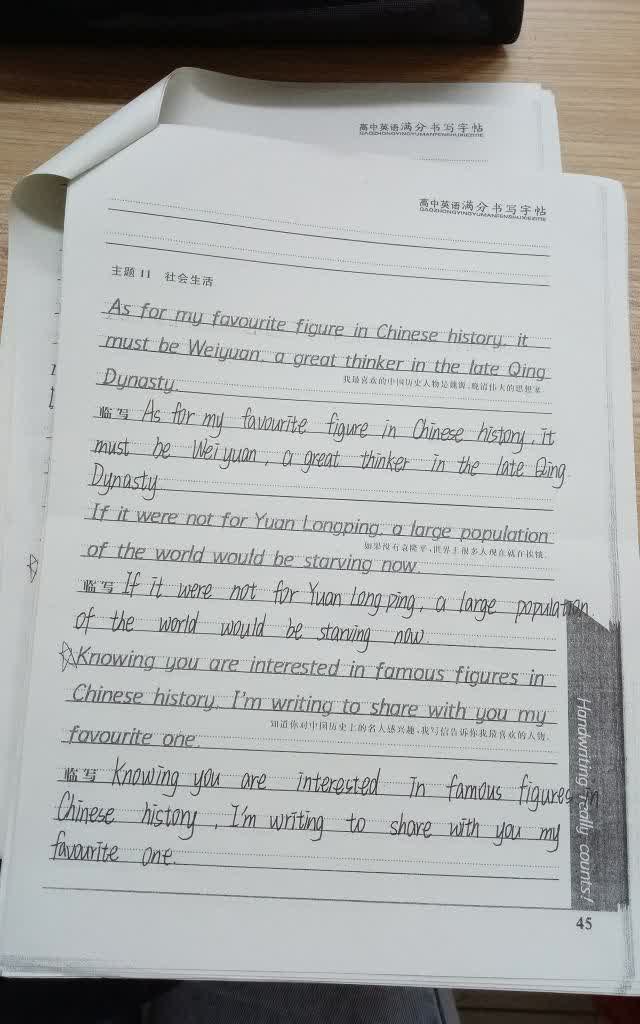 高中英语满分书写字帖
GAOZHONGYINGYUMANFENSHUXIEZITIE
高中英语满分书写字帖
GAOZHONGYINGYUMANFENSHUXIEZITIE
主题 11 社会生活
As for my favourite figure in Chinese history, it
must be Weiyuan, a great thinker in the late Qing
我最喜欢的中国历史人物是魏源,晚清伟大的思想家。
Dynasty.
临写 As for my favourite figure in Chinese history, it
must be Weiyuan, a great thinker in the late Qing
Dynasty
If it were not for Yuan Longping, a large population
如果没有袁隆平,世界上很多人现在就在挨饿。
of the world would be starving now.
临写 If it were not for Yuan Longping, a large population
of the world would be starving now.
Knowing you are interested in famous figures in
Chinese history, I'm writing to share with you my
知道你对中国历史上的名人感兴趣,我写信告诉你我最喜欢的人物。
favourite one.
临写 Knowing you are interested in famous figures in
Chinese history, I'm writing to share with you my
favourite one.
Handwriting really counts!
45